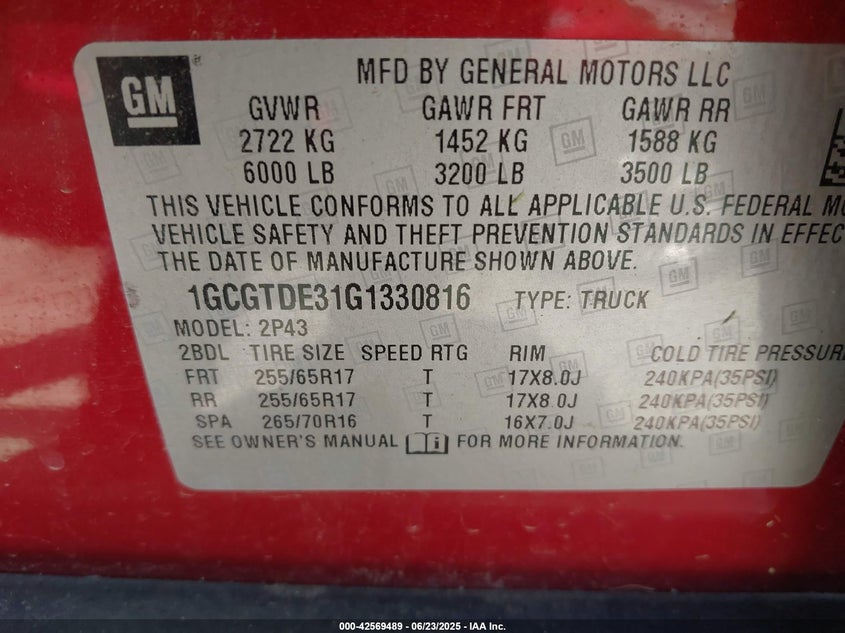 GM
MFD BY GENERAL MOTORS LLC
GVWR GAWR FRT GAWR RR
2722 KG 1452 KG 1588 KG
6000 LB 3200 LB 3500 LB
THIS VEHICLE CONFORMS TO ALL APPLICABLE U.S. FEDERAL MO
VEHICLE SAFETY AND THEFT PREVENTION STANDARDS IN EFFEC
THE DATE OF MANUFACTURE SHOWN ABOVE.
1GCGTDE31G1330816 TYPE: TRUCK
MODEL: 2P43
2BDL TIRE SIZE SPEED RTG RIM COLD TIRE PRESSURE
FRT 255/65R17 T 17X8.0J 240KPA(35PSI)
RR 255/65R17 T 17X8.0J 240KPA(35PSI)
SPA 265/70R16 T 16X7.0J 240KPA(35PSI)
SEE OWNER'S MANUAL FOR MORE INFORMATION.
000-42569489 - 06/23/2025 - IAA Inc.